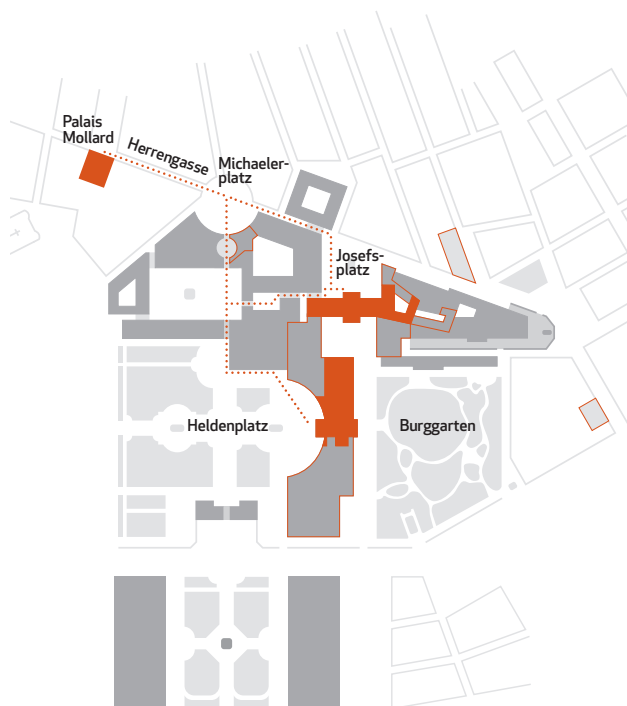 Palais
Mollard
Herrengasse
Michaeler-
platz
Josefs-
platz
Heldenplatz
Burggarten